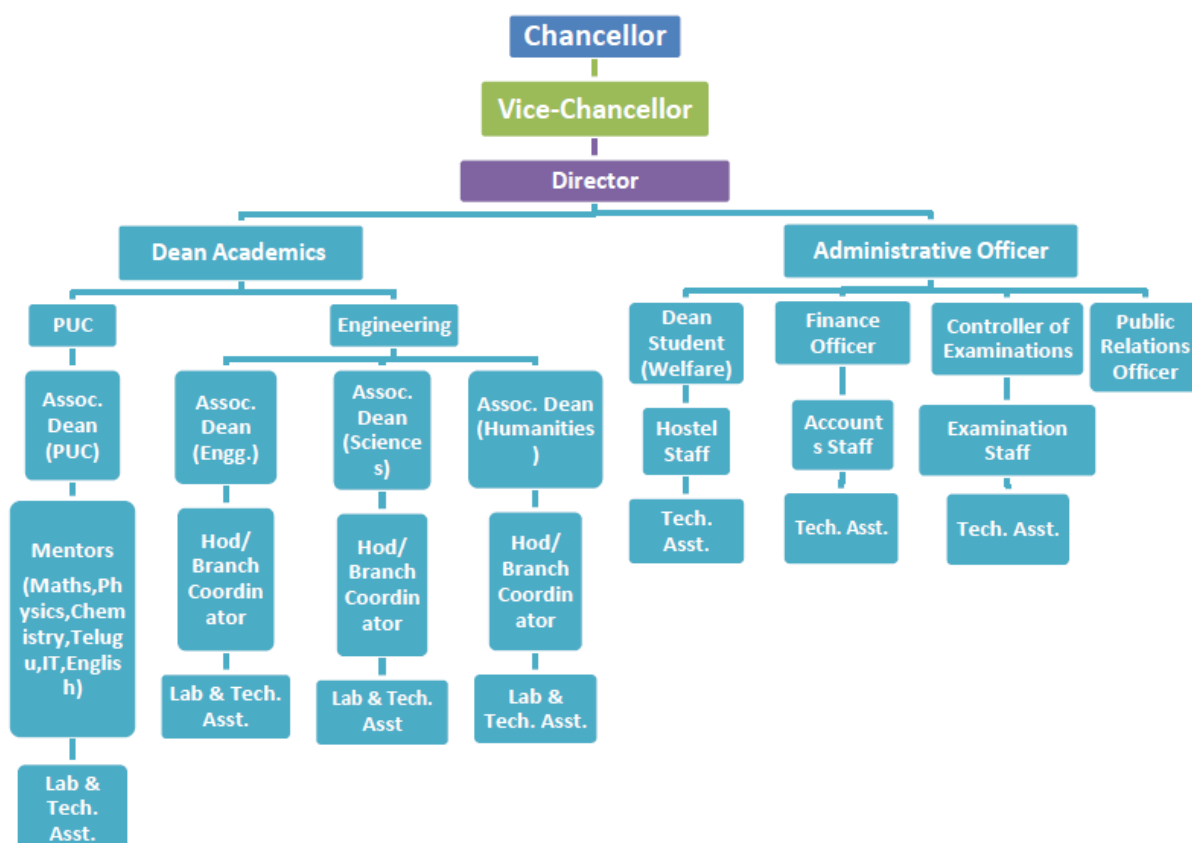 Chancellor
Vice-Chancellor
Director
Dean Academics
Administrative Officer
PUC
Engineering
Dean
Student
(Welfare)
Finance
Officer
Controller of
Examinations
Public
Relations
Officer
Assoc.
Dean
(PUC)
Assoc.
Dean
(Engg.)
Assoc.
Dean
(Science
s)
Assoc. Dean
(Humanities
)
Hostel
Staff
Account
s Staff
Examination
Staff
Mentors
(Maths,Ph
ysics,Chem
istry,Telug
u,IT,Englis
h)
Hod/
Branch
Coordin
ator
Hod/
Branch
Coordin
ator
Hod/
Branch
Coordin
ator
Tech.
Asst.
Tech. Asst.
Tech. Asst.
Lab & Tech.
Asst.
Lab & Tech.
Asst
Lab &
Tech. Asst.
Lab &
Tech.
Asst.